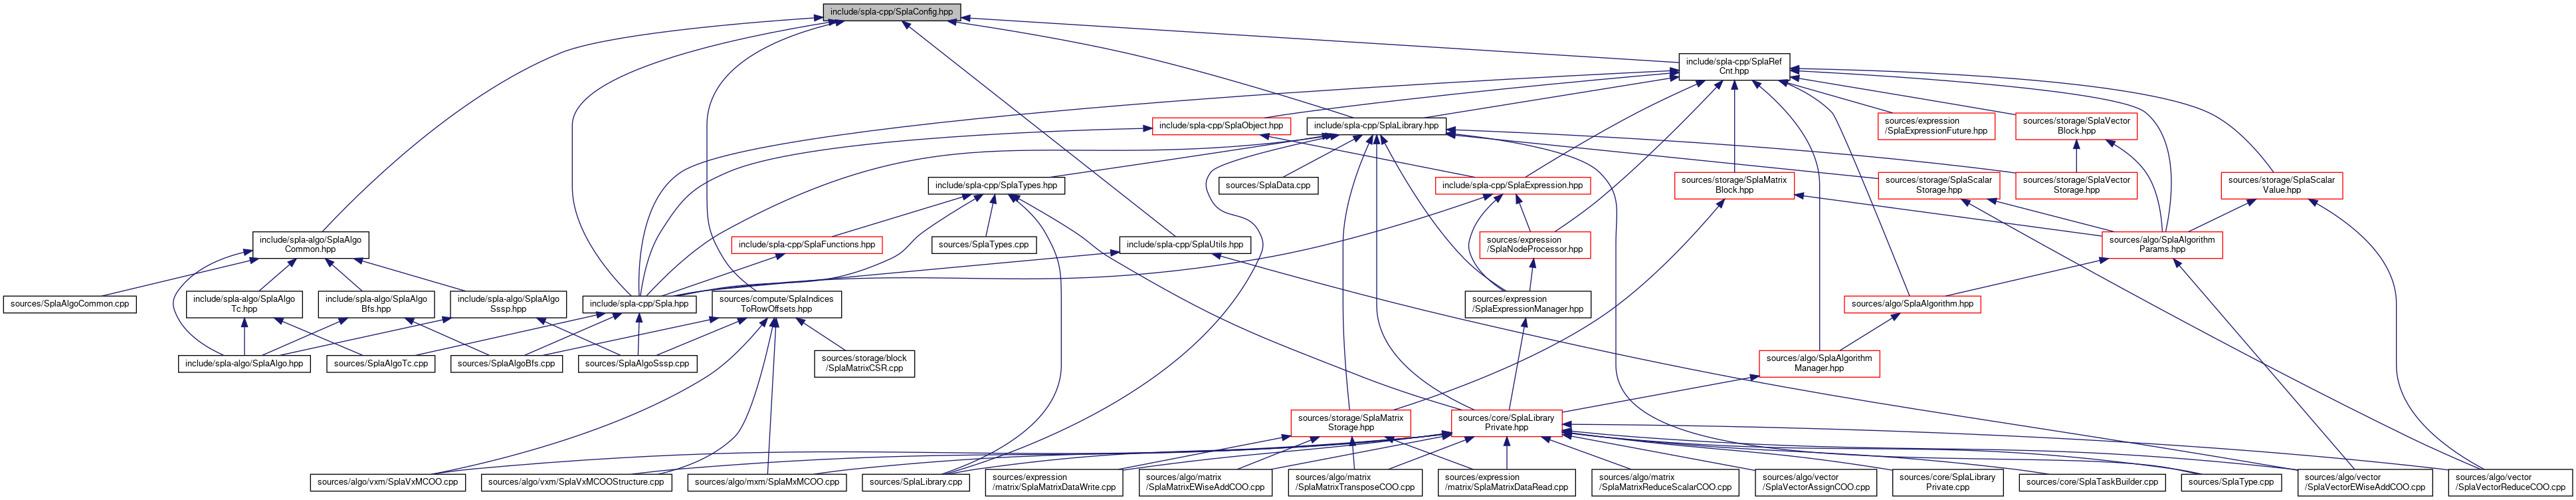 include/spla-cpp/SplaConfig.hpp
include/spla-cpp/SplaRef
Cnt.hpp
include/spla-cpp/SplaObject.hpp
include/spla-cpp/SplaLibrary.hpp
sources/expression
/SplaExpressionFuture.hpp
sources/storage/SplaVector
Block.hpp
include/spla-cpp/SplaTypes.hpp
sources/SplaData.cpp
include/spla-cpp/SplaExpression.hpp
sources/storage/SplaMatrix
Block.hpp
sources/storage/SplaScalar
Storage.hpp
sources/storage/SplaVector
Storage.hpp
sources/storage/SplaScalar
Value.hpp
include/spla-algo/SplaAlgo
Common.hpp
include/spla-cpp/SplaFunctions.hpp
sources/SplaTypes.cpp
include/spla-cpp/SplaUtils.hpp
sources/expression
/SplaNodeProcessor.hpp
sources/algo/SplaAlgorithm
Params.hpp
sources/SplaAlgoCommon.cpp
include/spla-algo/SplaAlgo
Tc.hpp
include/spla-algo/SplaAlgo
Bfs.hpp
include/spla-algo/SplaAlgo
Sssp.hpp
include/spla-cpp/Spla.hpp
sources/compute/SplaIndices
ToRowOffsets.hpp
sources/expression
/SplaExpressionManager.hpp
sources/algo/SplaAlgorithm.hpp
include/spla-algo/SplaAlgo.hpp
sources/SplaAlgoTc.cpp
sources/SplaAlgoBfs.cpp
sources/SplaAlgoSssp.cpp
sources/storage/block
/SplaMatrixCSR.cpp
sources/algo/SplaAlgorithm
Manager.hpp
sources/storage/SplaMatrix
Storage.hpp
sources/core/SplaLibrary
Private.hpp
sources/algo/vxm/SplaVxMCOO.cpp
sources/algo/vxm/SplaVxMCOOStructure.cpp
sources/algo/mxm/SplaMxMCOO.cpp
sources/SplaLibrary.cpp
sources/expression
/matrix/SplaMatrixDataWrite.cpp
sources/algo/matrix
/SplaMatrixEWiseAddCOO.cpp
sources/algo/matrix
/SplaMatrixTransposeCOO.cpp
sources/expression
/matrix/SplaMatrixDataRead.cpp
sources/algo/matrix
/SplaMatrixReduceScalarCOO.cpp
sources/algo/vector
/SplaVectorAssignCOO.cpp
sources/core/SplaLibrary
Private.cpp
sources/core/SplaTaskBuilder.cpp
sources/SplaType.cpp
sources/algo/vector
/SplaVectorEWiseAddCOO.cpp
sources/algo/vector
/SplaVectorReduceCOO.cpp